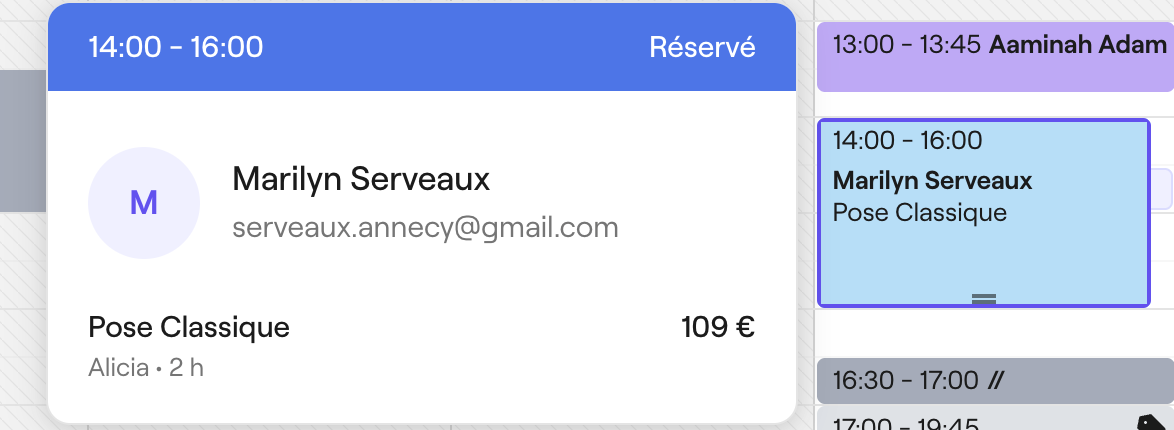 14:00 - 16:00 Réservé
M
Marilyn Serveaux
serveaux.annecy@gmail.com
Pose Classique 109 €
Alicia • 2 h
13:00 - 13:45 Aaminah Adam
14:00 - 16:00
Marilyn Serveaux
Pose Classique
16:30 - 17:00 //
17:00 - 19:45